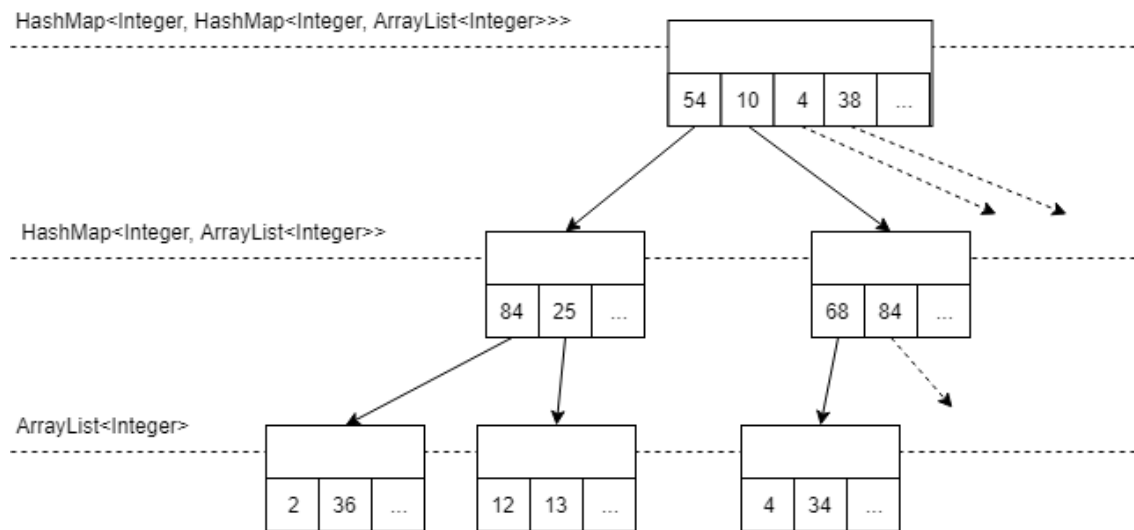 HashMap<Integer, HashMap<Integer, ArrayList<Integer>>>
54 10 4 38 ...
HashMap<Integer, ArrayList<Integer>>
84 25 ... 68 84 ...
ArrayList<Integer>
2 36 ... 12 13 ... 4 34 ...